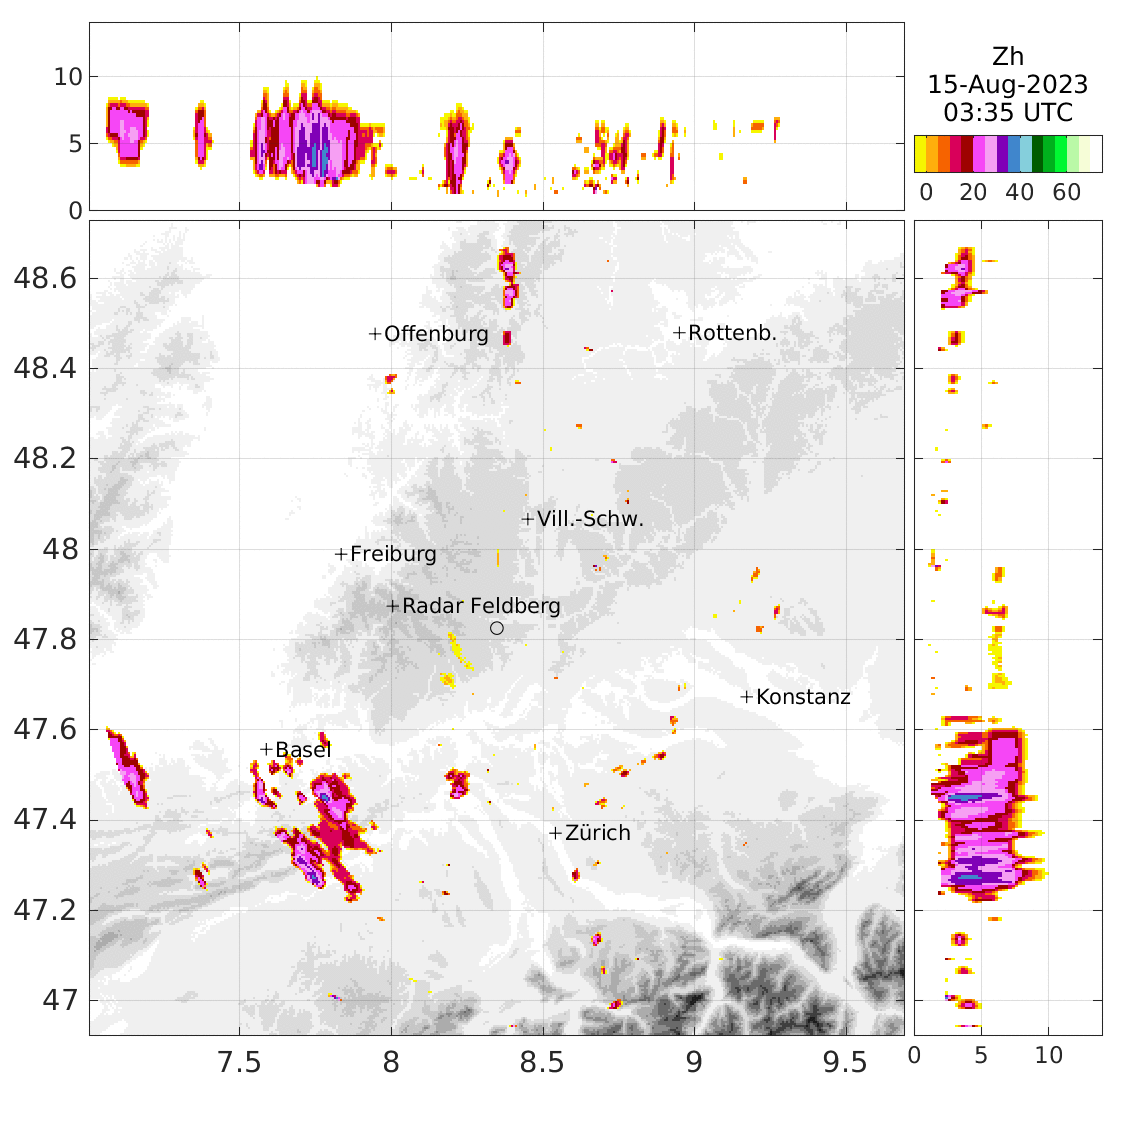 Zh
15-Aug-2023
03:35 UTC
0 20 40 60
10
5
0
48.6
48.4
48.2
48
47.8
47.6
47.4
47.2
47
Offenburg
Rottenb.
Vill.-Schw.
Freiburg
Radar Feldberg
Konstanz
Basel
Zürich
7.5 8 8.5 9 9.5
0 5 10